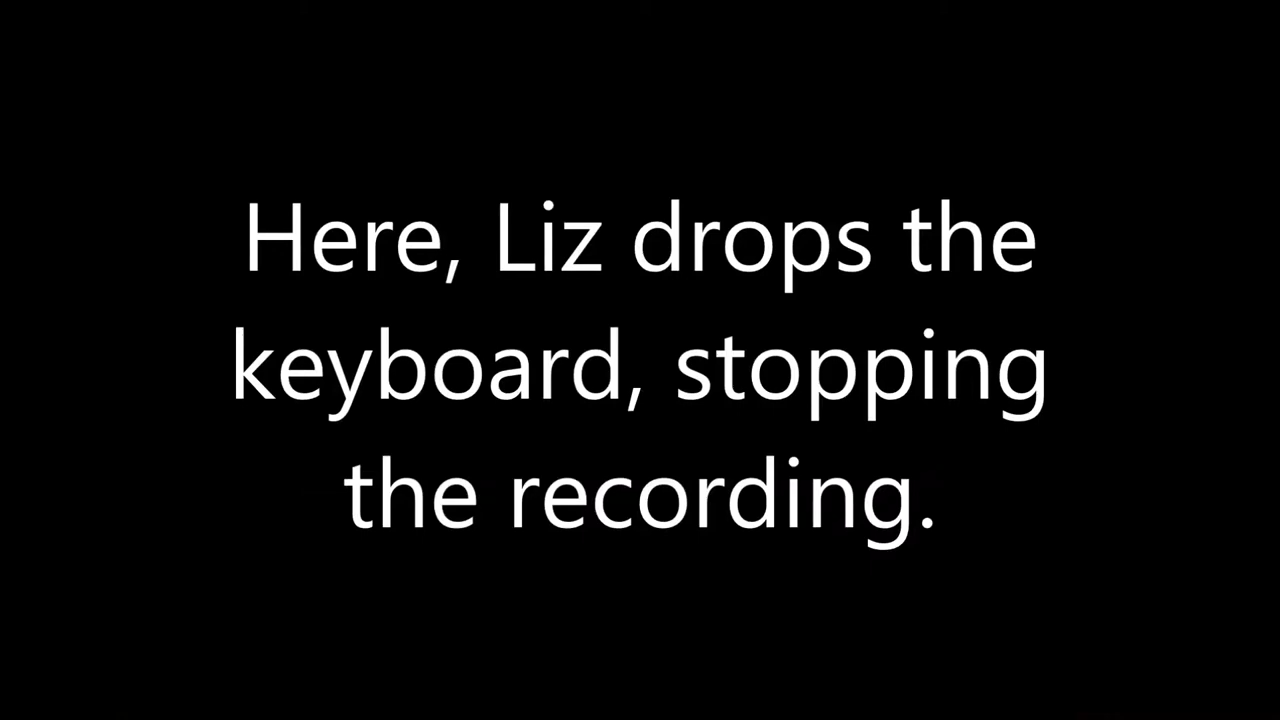 Here, Liz drops the
keyboard, stopping
the recording.